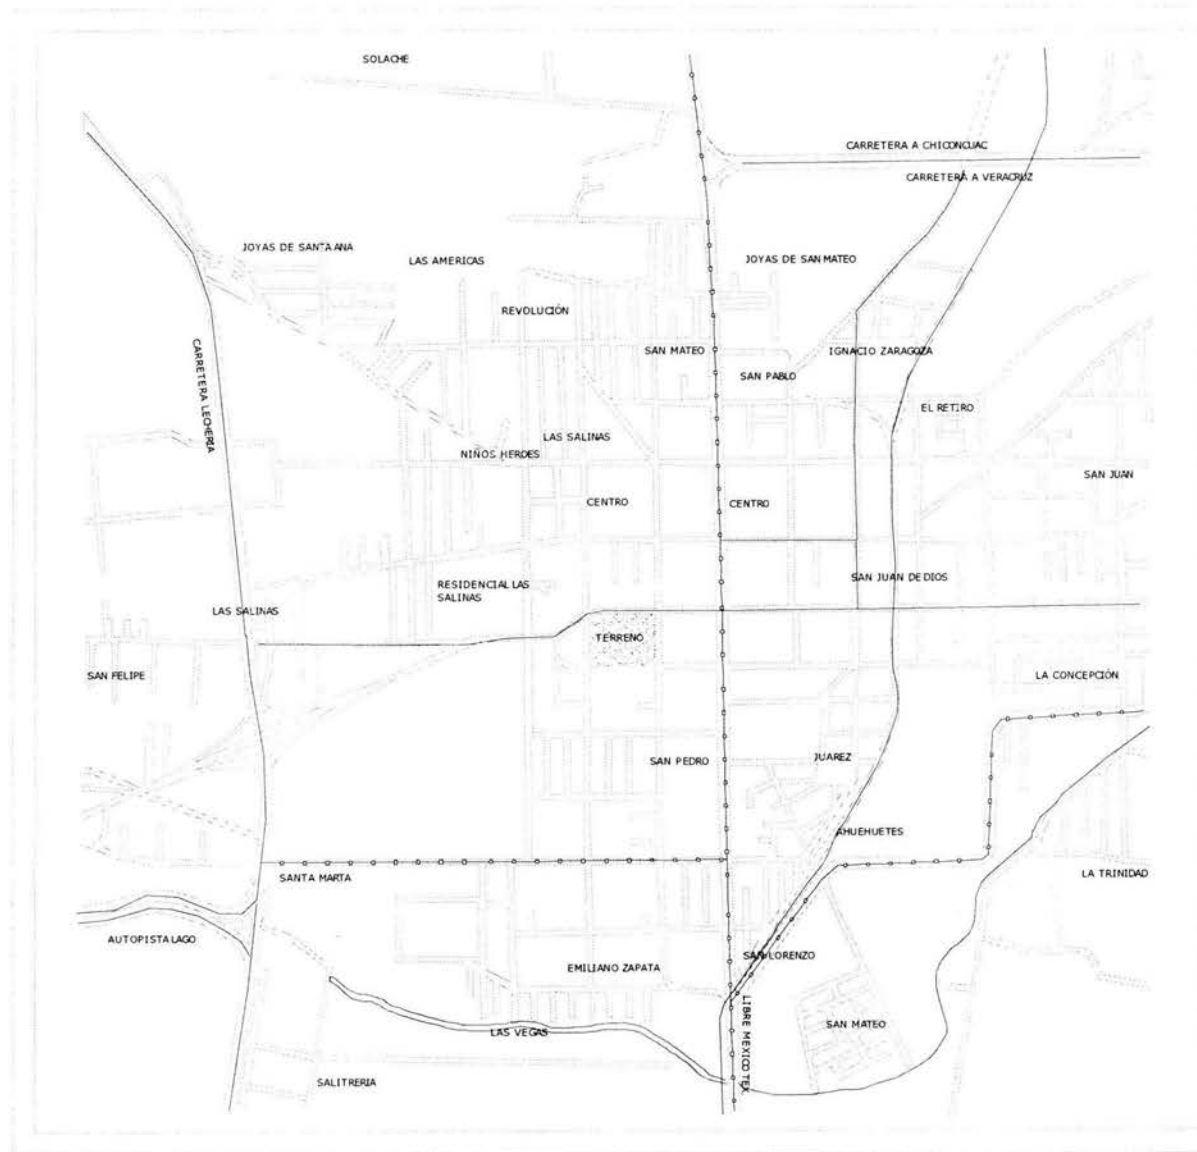 SOLACHE
CARRETERA A CHICONCUAC
CARRETERA A VERACRUZ
JOYAS DE SANTA ANA
LAS AMERICAS
JOYAS DE SAN MATEO
REVOLUCIÓN
CARRETERA LECHERIA
SAN MATEO
IGNACIO ZARAGOZA
SAN PABLO
EL RETIRO
LAS SALINAS
NIÑOS HEROES
SAN JUAN
CENTRO
CENTRO
RESIDENCIAL LAS
SALINAS
SAN JUAN DE DIOS
LAS SALINAS
TERRENO
SAN FELIPE
LA CONCEPCIÓN
SAN PEDRO
JUAREZ
AHUEHUETES
SANTA MARTA
LA TRINIDAD
AUTOPISTA LAGO
SAN LORENZO
EMILIANO ZAPATA
LIBRE MEXICO TEX.
SAN MATEO
LAS VEGAS
SALITRERIA